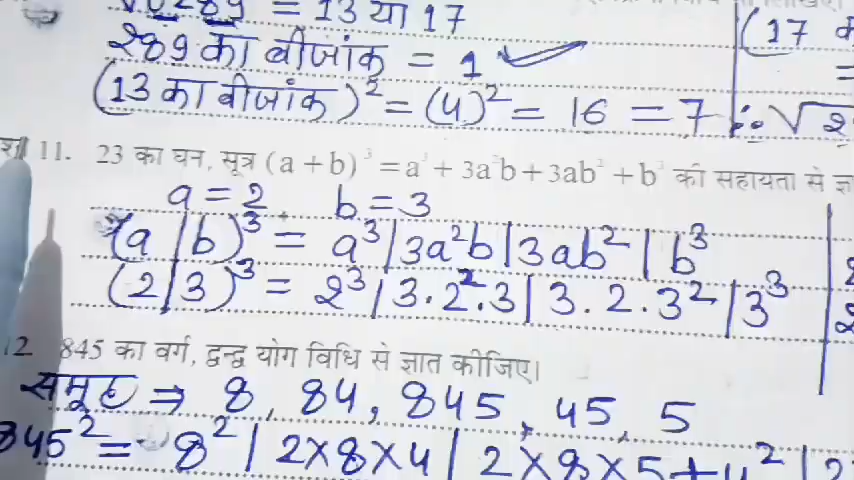 = 13 या 17
289 का बीजांक = 1
(17
(13 का बीजांक )² = (4)² = 16 = 7 ∴ √2
11. 23 का घन, सूत्र (a + b)³ = a³ + 3a²b + 3ab² + b³ की सहायता से
a = 2 b = 3
(a / b)³ = a³ | 3a²b | 3ab² | b³
(2 | 3)³ = 2³ | 3 . 2² . 3 | 3 . 2 . 3² | 3³
12 845 का वर्ग, द्वन्द्व योग विधि से ज्ञात कीजिए।
समूह ⇒ 8, 84, 845, 45, 5
845² = 8² | 2×8×4 | 2×8×5+4² | 2